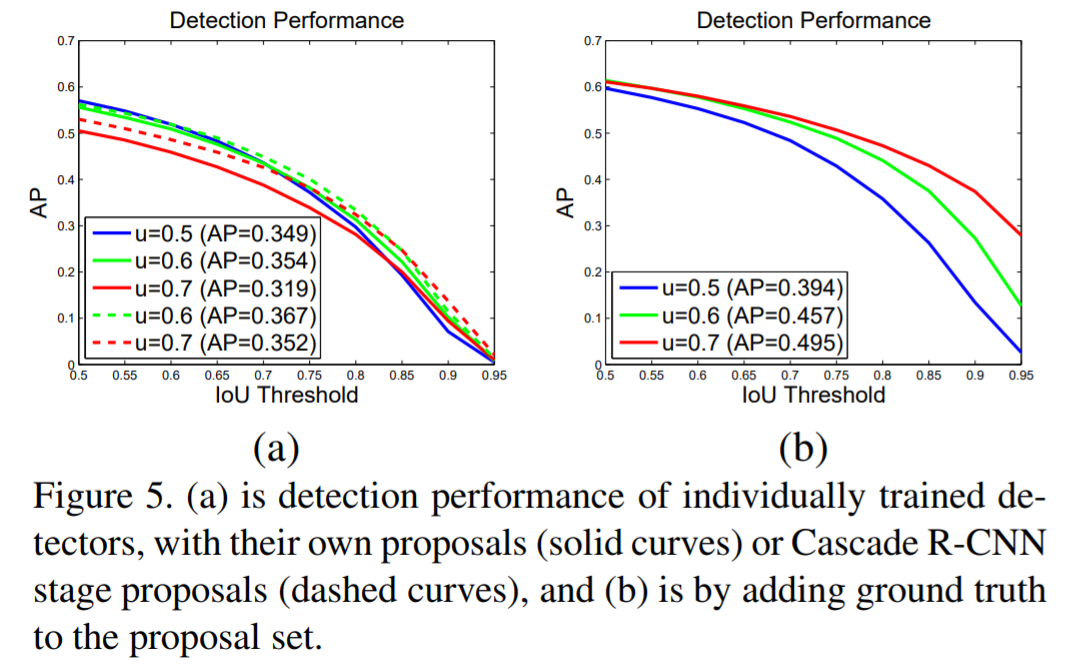 Detection Performance
0.7
0.6
0.5
0.4
0.3
0.2
0.1
0
AP
u=0.5 (AP=0.349)
u=0.6 (AP=0.354)
u=0.7 (AP=0.319)
u=0.6 (AP=0.367)
u=0.7 (AP=0.352)
0.5 0.55 0.6 0.65 0.7 0.75 0.8 0.85 0.9 0.95
IoU Threshold
(a)
Detection Performance
0.7
0.6
0.5
0.4
0.3
0.2
0.1
0
AP
u=0.5 (AP=0.394)
u=0.6 (AP=0.457)
u=0.7 (AP=0.495)
0.5 0.55 0.6 0.65 0.7 0.75 0.8 0.85 0.9 0.95
IoU Threshold
(b)
Figure 5. (a) is detection performance of individually trained de-
tectors, with their own proposals (solid curves) or Cascade R-CNN
stage proposals (dashed curves), and (b) is by adding ground truth
to the proposal set.